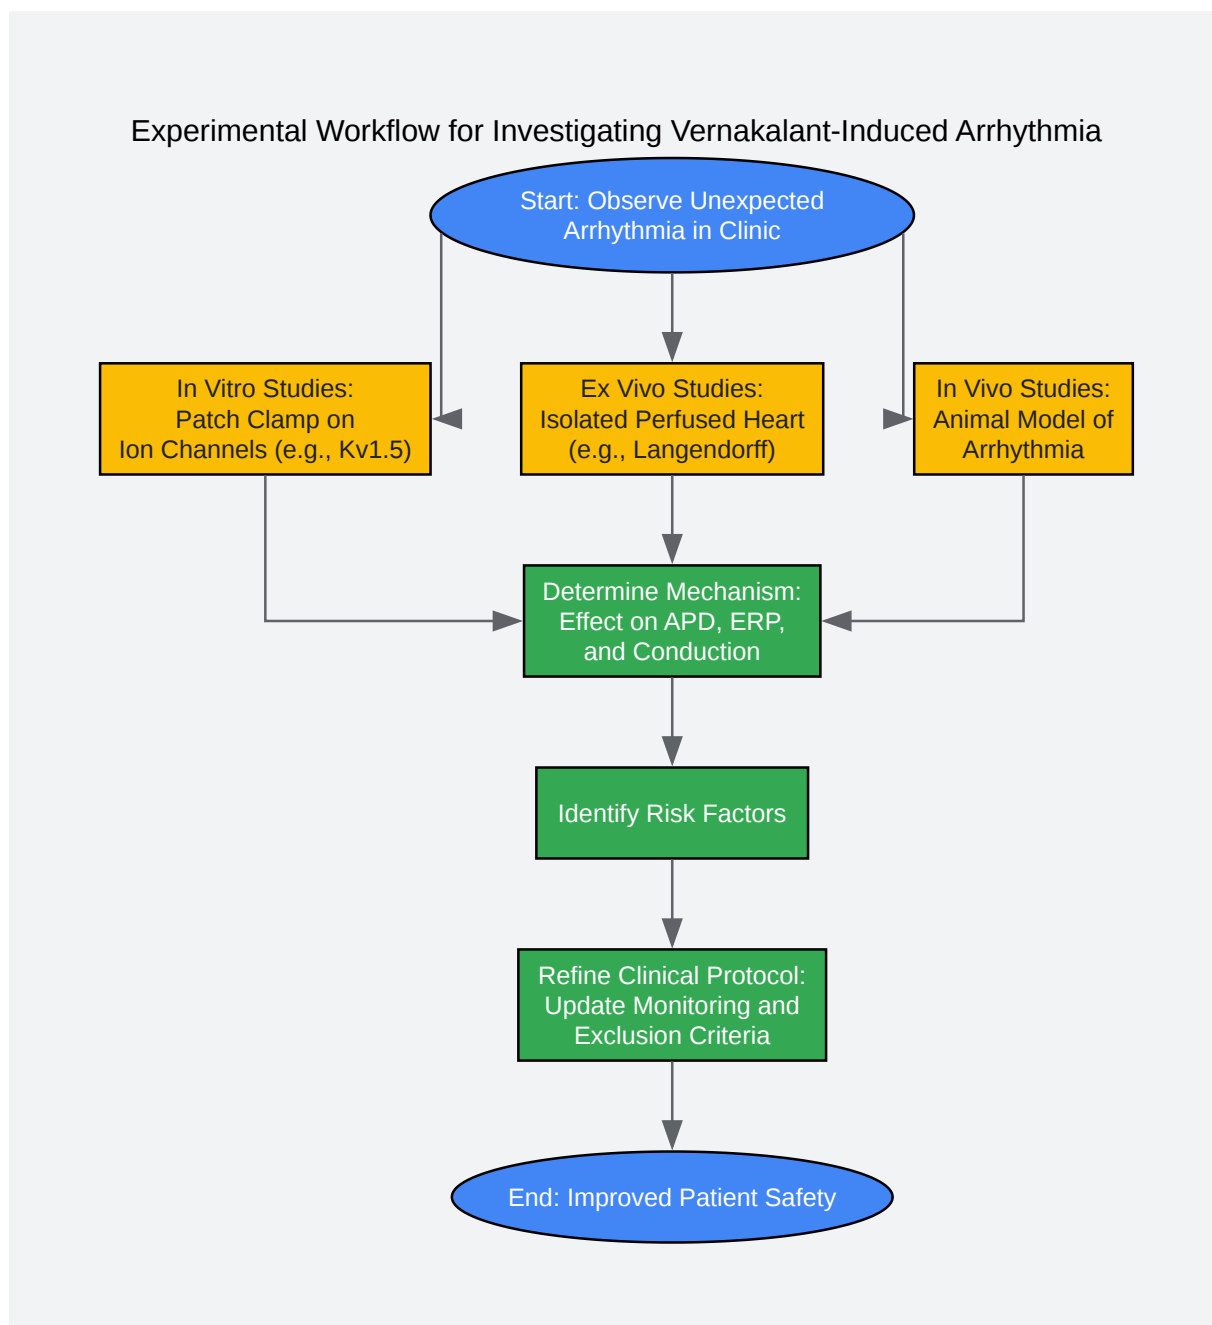 Experimental Workflow for Investigating Vernakalant-Induced Arrhythmia
Start: Observe Unexpected
Arrhythmia in Clinic
In Vitro Studies:
Patch Clamp on
Ion Channels (e.g., Kv1.5)
Ex Vivo Studies:
Isolated Perfused Heart
(e.g., Langendorff)
In Vivo Studies:
Animal Model of
Arrhythmia
Determine Mechanism:
Effect on APD, ERP,
and Conduction
Identify Risk Factors
Refine Clinical Protocol:
Update Monitoring and
Exclusion Criteria
End: Improved Patient Safety